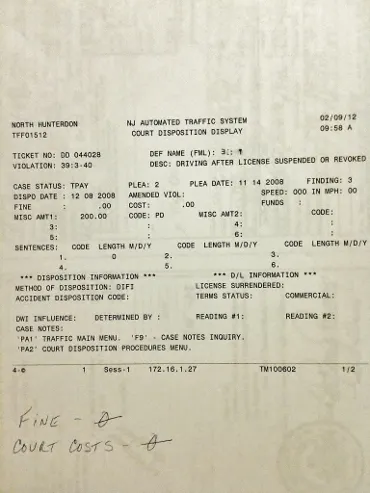 NORTH HUNTERDON NJ AUTOMATED TRAFFIC SYSTEM 02/09/12
TFF01512 COURT DISPOSITION DISPLAY 09:58 A
TICKET NO: DD 044028 DEF NAME (FML):
VIOLATION: 39:3-40 DESC: DRIVING AFTER LICENSE SUSPENDED OR REVOKED
CASE STATUS: TPAY PLEA: 2 PLEA DATE: 11 14 2008 FINDING: 3
DISPO DATE : 12 08 2008 AMENDED VIOL: SPEED: 000 IN MPH: 00
FINE : .00 COST: .00 FUNDS :
MISC AMT1: 200.00 CODE: PD MISC AMT2: CODE:
3: : 4: :
5: : 6: :
SENTENCES: CODE LENGTH M/D/Y CODE LENGTH M/D/Y CODE LENGTH M/D/Y
1. 0 2. 3.
4. 5. 6.
*** DISPOSITION INFORMATION *** *** D/L INFORMATION ***
METHOD OF DISPOSITION: DIFI LICENSE SURRENDERED:
ACCIDENT DISPOSITION CODE: TERMS STATUS: COMMERCIAL:
DWI INFLUENCE: DETERMINED BY : READING #1: READING #2:
CASE NOTES:
'PA1' TRAFFIC MAIN MENU. 'F9' - CASE NOTES INQUIRY.
'PA2' COURT DISPOSITION PROCEDURES MENU.
4-© 1 Sess-1 172.16.1.27 TM100602 1/2
FINE - 0
COURT COSTS - 0